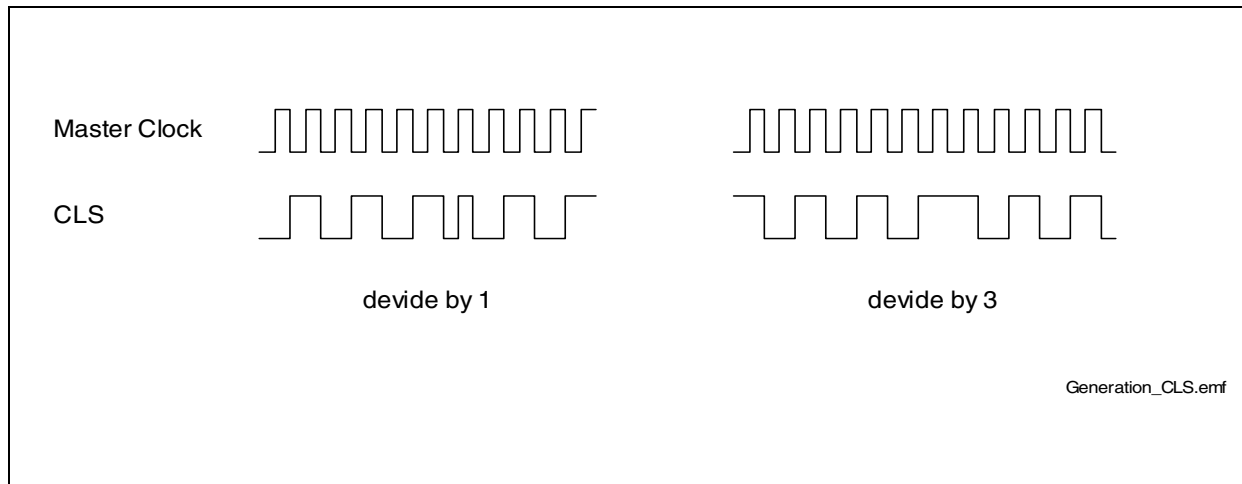 Master Clock
CLS
devide by 1
devide by 3
Generation_CLS.emf